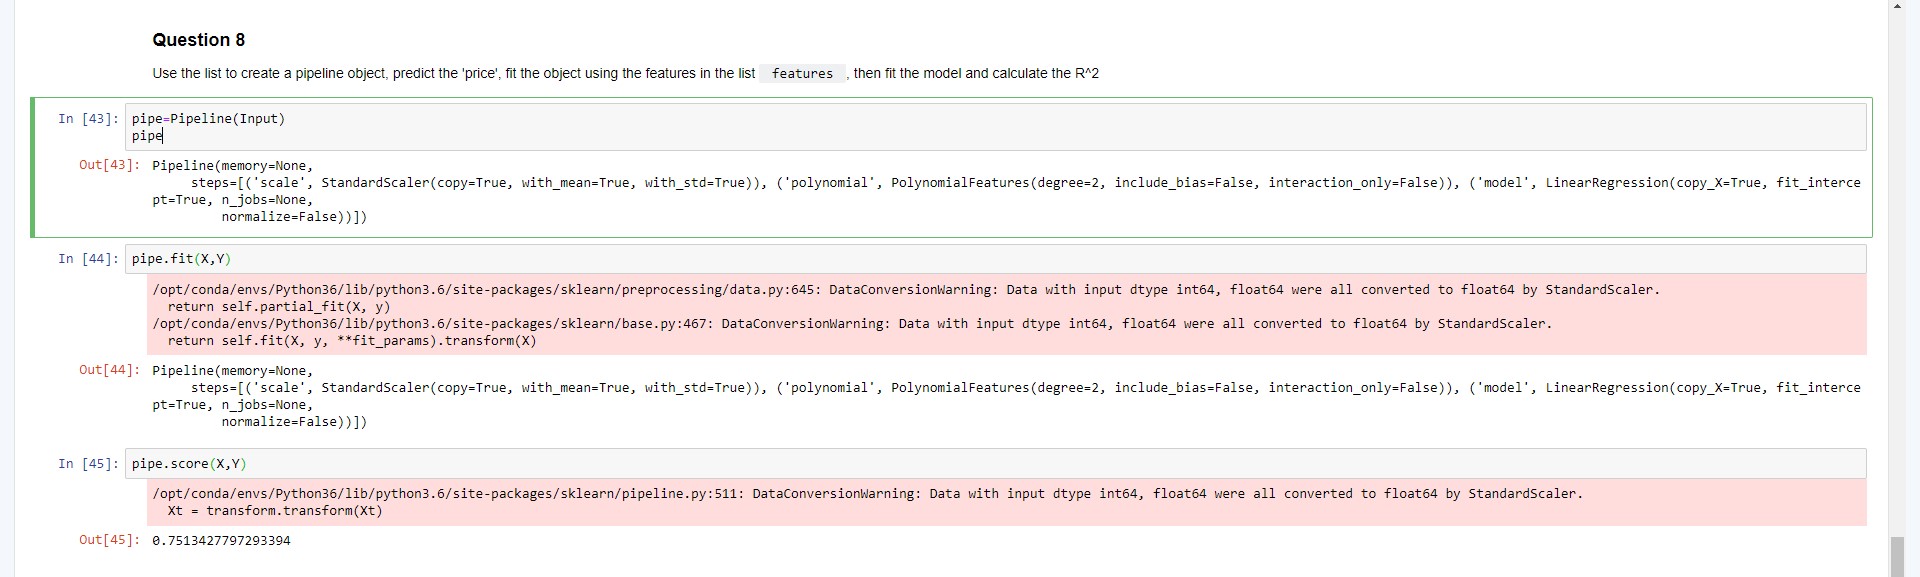 Question 8
Use the list to create a pipeline object, predict the 'price', fit the object using the features in the list features , then fit the model and calculate the R^2
In [43]: pipe=Pipeline(Input)
pipe
Out[43]: Pipeline(memory=None,
steps=[('scale', StandardScaler(copy=True, with_mean=True, with_std=True)), ('polynomial', PolynomialFeatures(degree=2, include_bias=False, interaction_only=False)), ('model', LinearRegression(copy_X=True, fit_interce
pt=True, n_jobs=None,
normalize=False))])
In [44]: pipe.fit(X,Y)
/opt/conda/envs/Python36/lib/python3.6/site-packages/sklearn/preprocessing/data.py:645: DataConversionWarning: Data with input dtype int64, float64 were all converted to float64 by StandardScaler.
return self.partial_fit(X, y)
/opt/conda/envs/Python36/lib/python3.6/site-packages/sklearn/base.py:467: DataConversionWarning: Data with input dtype int64, float64 were all converted to float64 by StandardScaler.
return self.fit(X, y, **fit_params).transform(X)
Out[44]: Pipeline(memory=None,
steps=[('scale', StandardScaler(copy=True, with_mean=True, with_std=True)), ('polynomial', PolynomialFeatures(degree=2, include_bias=False, interaction_only=False)), ('model', LinearRegression(copy_X=True, fit_interce
pt=True, n_jobs=None,
normalize=False))])
In [45]: pipe.score(X,Y)
/opt/conda/envs/Python36/lib/python3.6/site-packages/sklearn/pipeline.py:511: DataConversionWarning: Data with input dtype int64, float64 were all converted to float64 by StandardScaler.
Xt = transform.transform(Xt)
Out[45]: 0.7513427797293394